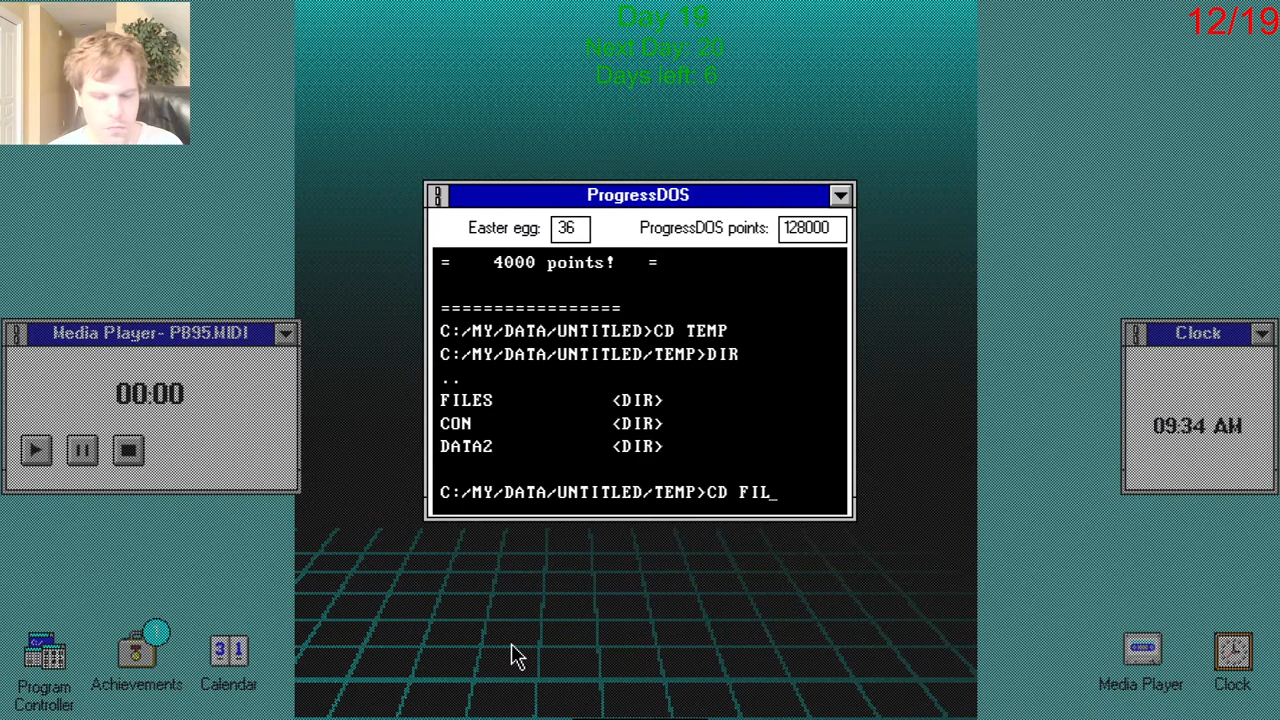 Day 19
Next Day: 20
Days left: 6
12/19
ProgressDOS
Easter egg: 36 ProgressDOS points: 128000
= 4000 points! =
=================
C:/MY/DATA/UNTITLED>CD TEMP
C:/MY/DATA/UNTITLED/TEMP>DIR
..
FILES <DIR>
CON <DIR>
DATA2 <DIR>
C:/MY/DATA/UNTITLED/TEMP>CD FIL_
Media Player- PB95.MIDI
00:00
Clock
09:34 AM
Program Controller
Achievements
1
Calendar
31
Media Player
Clock